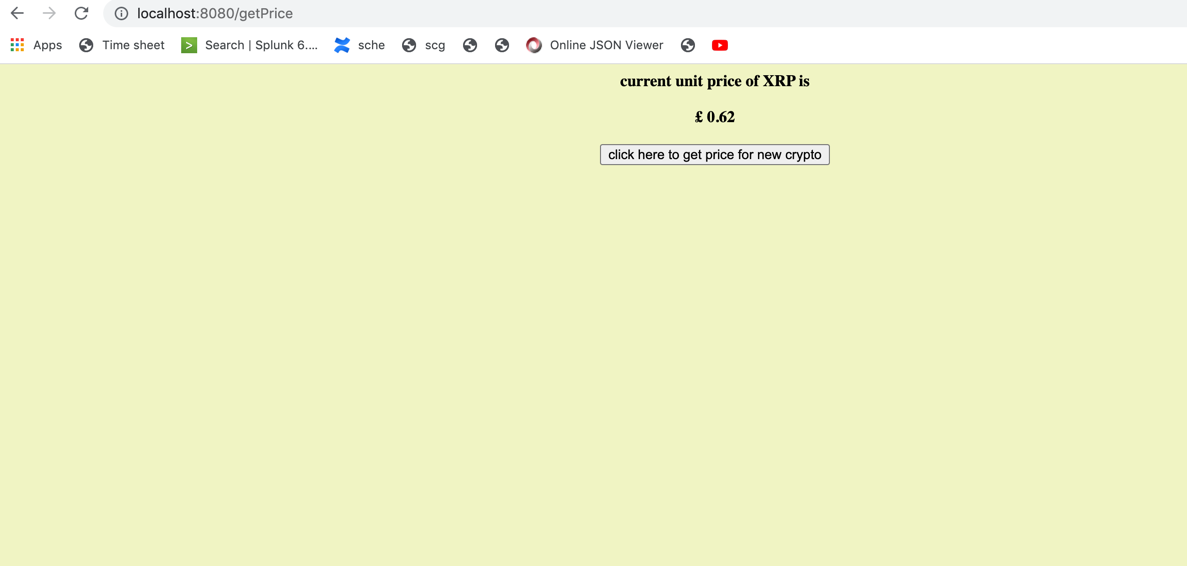 localhost:8080/getPrice
Apps Time sheet Search | Splunk 6.... sche scg Online JSON Viewer
current unit price of XRP is
£ 0.62
click here to get price for new crypto